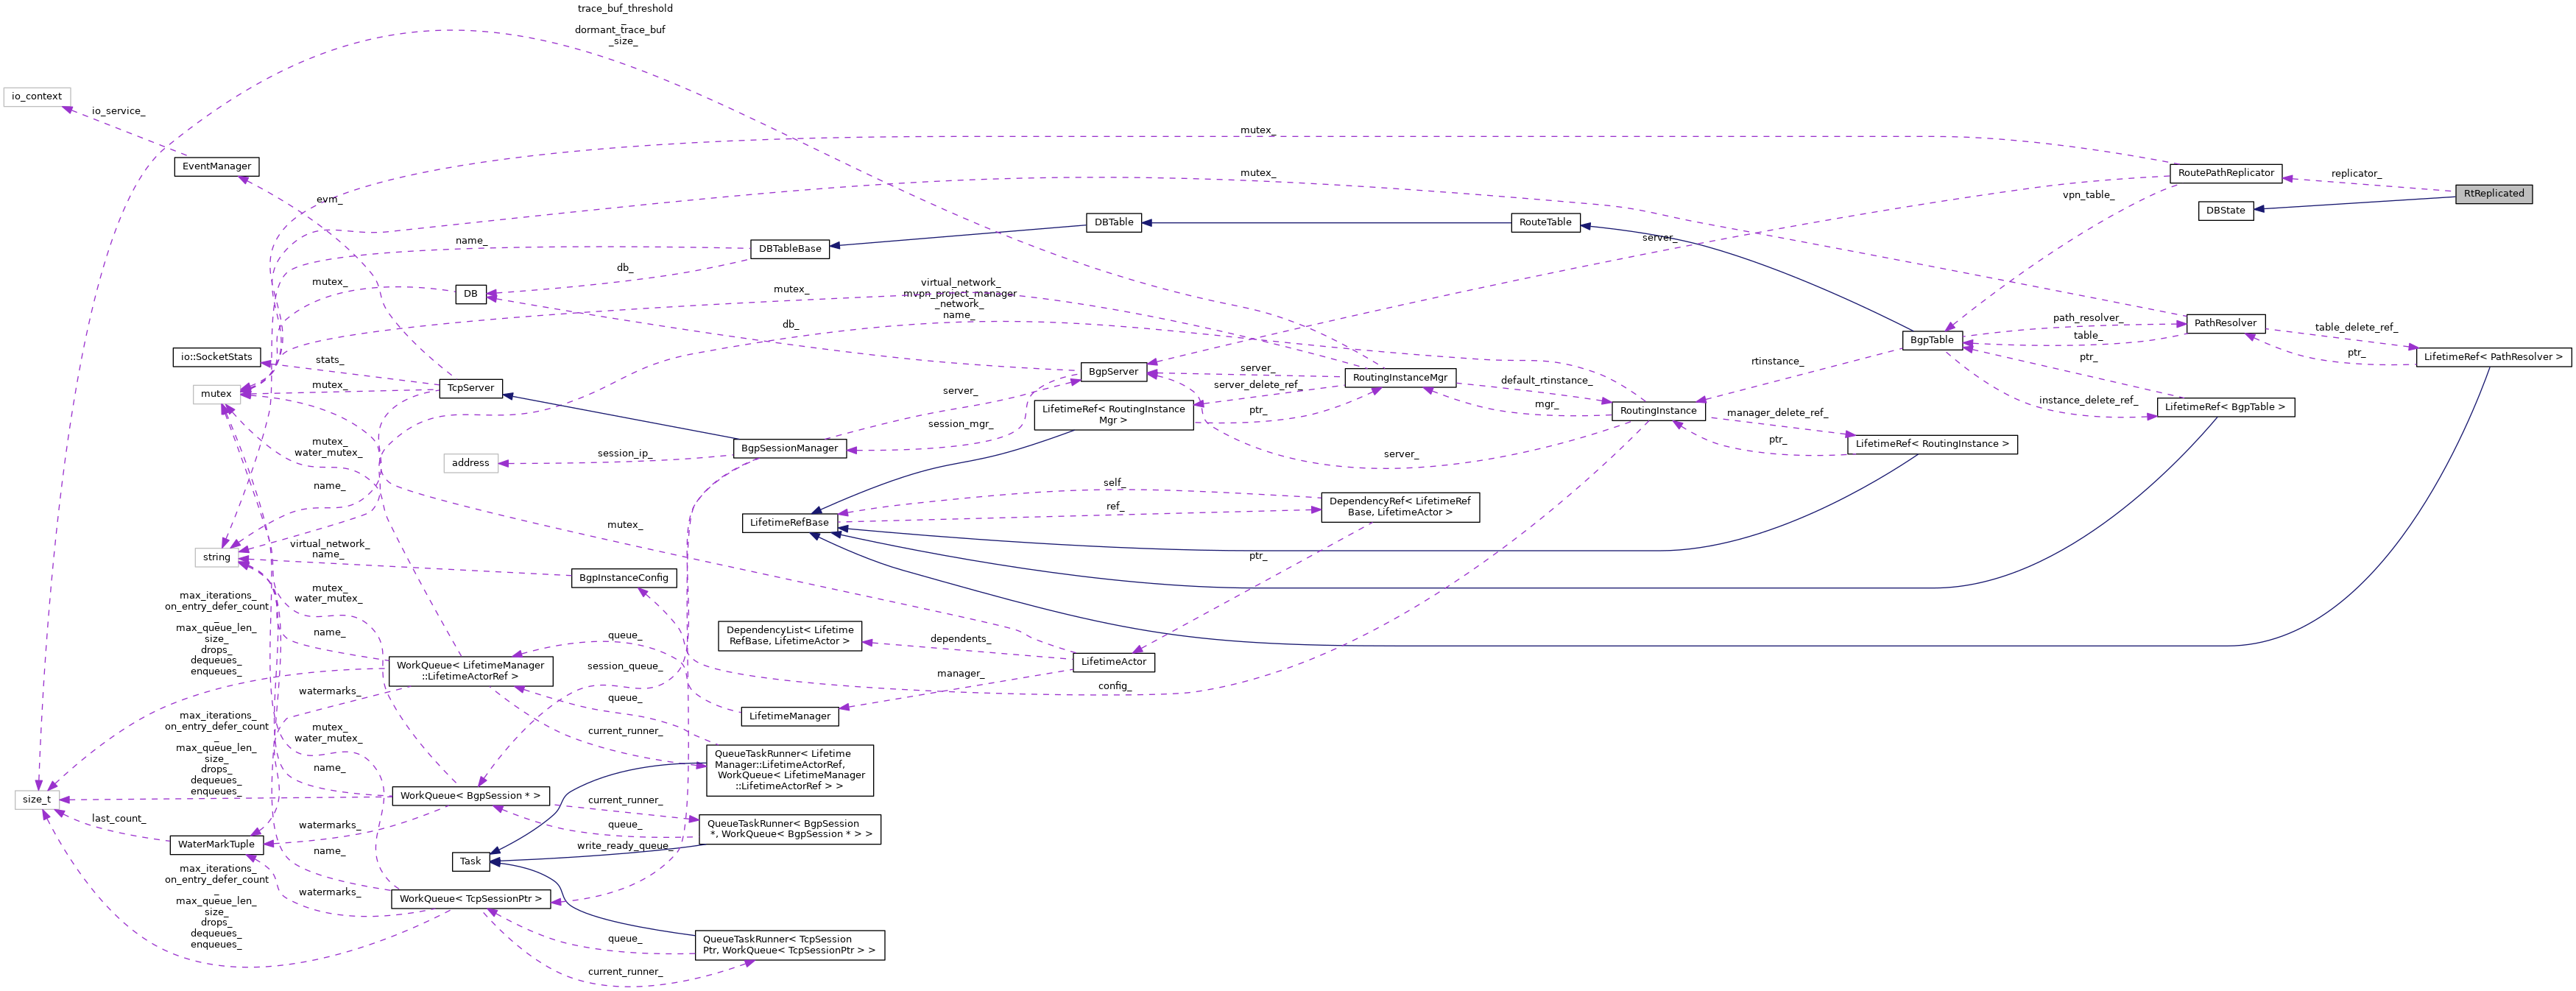 trace_buf_threshold
_
dormant_trace_buf
_size_
io_context
io_service_
mutex_
EventManager
RoutePathReplicator
replicator_
RtReplicated
mutex_
evm_
vpn_table_
DBState
DBTable
RouteTable
name_
DBTableBase
server_
db_
mutex_
DB
mutex_
virtual_network_
mvpn_project_manager
_network_
name_
db_
path_resolver_
PathResolver
table_delete_ref_
table_
BgpTable
io::SocketStats
stats_
ptr_
ptr_
LifetimeRef< PathResolver >
rtinstance_
BgpServer
server_
RoutingInstanceMgr
default_rtinstance_
mutex_
TcpServer
mutex
server_delete_ref_
server_
instance_delete_ref_
LifetimeRef< BgpTable >
LifetimeRef< RoutingInstance
Mgr >
ptr_
mgr_
RoutingInstance
manager_delete_ref_
session_mgr_
mutex_
water_mutex_
BgpSessionManager
session_ip_
address
server_
ptr_
LifetimeRef< RoutingInstance >
name_
self_
ref_
DependencyRef< LifetimeRef
Base, LifetimeActor >
LifetimeRefBase
mutex_
string
virtual_network_
name_
ptr_
BgpInstanceConfig
mutex_
water_mutex_
max_iterations_
on_entry_defer_count
_
max_queue_len_
size_
drops_
dequeues_
enqueues_
name_
queue_
DependencyList< Lifetime
RefBase, LifetimeActor >
dependents_
LifetimeActor
WorkQueue< LifetimeManager
::LifetimeActorRef >
session_queue_
manager_
config_
watermarks_
queue_
LifetimeManager
max_iterations_
on_entry_defer_count
_
max_queue_len_
size_
drops_
dequeues_
enqueues_
mutex_
water_mutex_
current_runner_
QueueTaskRunner< Lifetime
Manager::LifetimeActorRef,
WorkQueue< LifetimeManager
::LifetimeActorRef > >
name_
size_t
WorkQueue< BgpSession * >
current_runner_
last_count_
watermarks_
queue_
QueueTaskRunner< BgpSession
*, WorkQueue< BgpSession * > >
WaterMarkTuple
name_
write_ready_queue_
Task
max_iterations_
on_entry_defer_count
_
max_queue_len_
size_
drops_
dequeues_
enqueues_
watermarks_
WorkQueue< TcpSessionPtr >
queue_
QueueTaskRunner< TcpSession
Ptr, WorkQueue< TcpSessionPtr > >
current_runner_